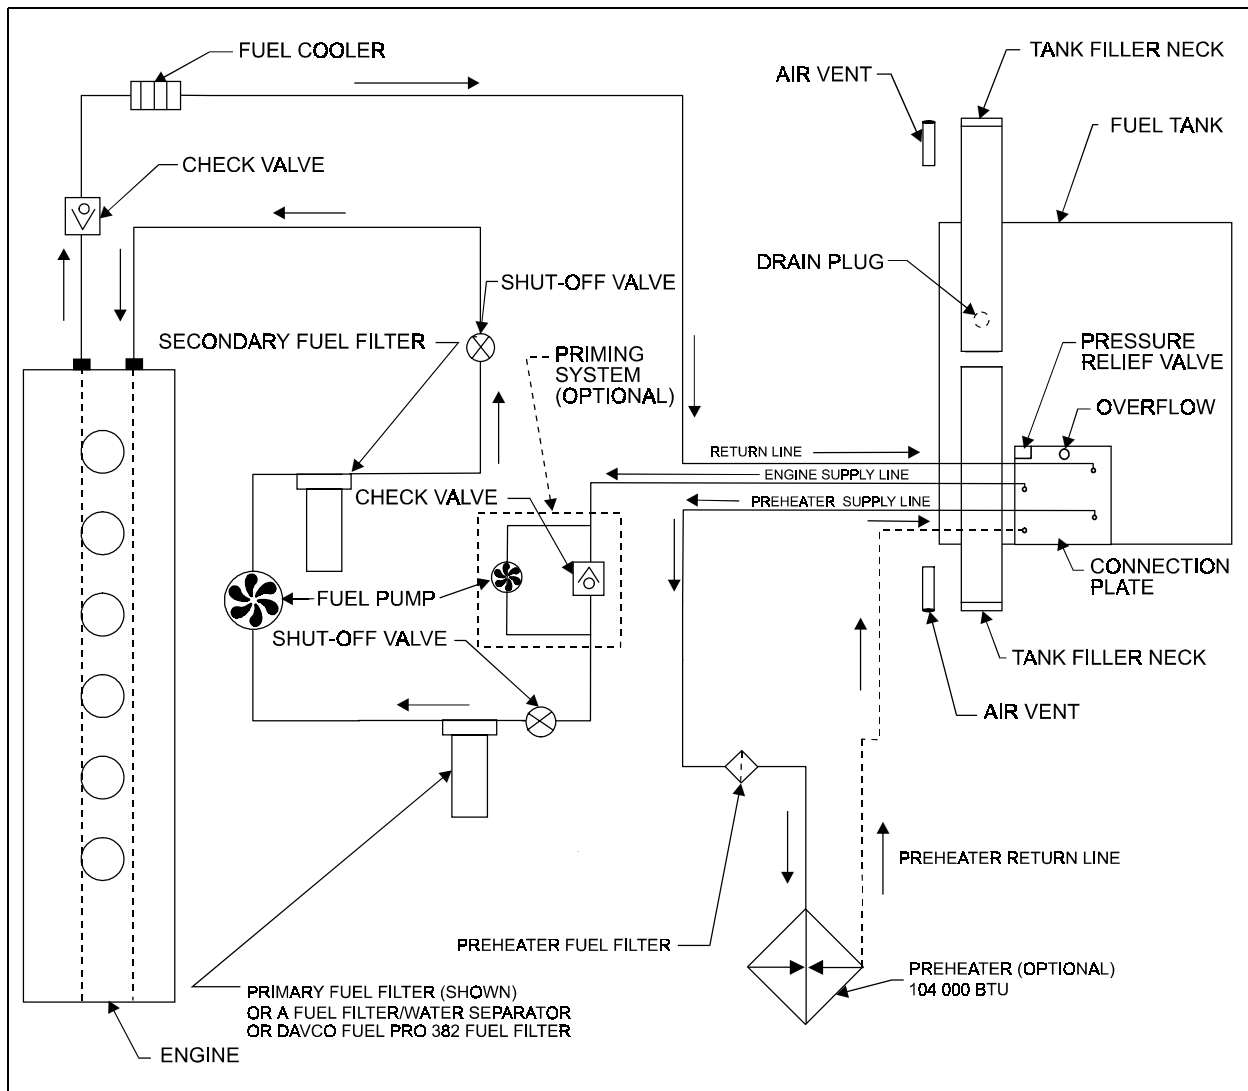 FUEL COOLER
TANK FILLER NECK
AIR VENT
FUEL TANK
CHECK VALVE
DRAIN PLUG
SHUT-OFF VALVE
SECONDARY FUEL FILTER
PRIMING
SYSTEM
(OPTIONAL)
PRESSURE
RELIEF VALVE
OVERFLOW
RETURN LINE
ENGINE SUPPLY LINE
CHECK VALVE
PREHEATER SUPPLY LINE
CONNECTION
PLATE
FUEL PUMP
SHUT-OFF VALVE
TANK FILLER NECK
AIR VENT
PREHEATER RETURN LINE
PREHEATER FUEL FILTER
PREHEATER (OPTIONAL)
104 000 BTU
PRIMARY FUEL FILTER (SHOWN)
OR A FUEL FILTER/WATER SEPARATOR
OR DAVCO FUEL PRO 382 FUEL FILTER
ENGINE